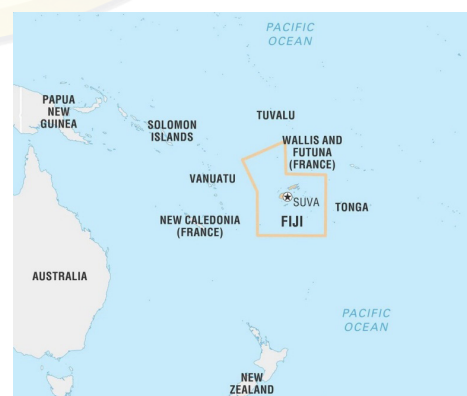 PACIFIC
OCEAN
PAPUA
NEW
GUINEA
SOLOMON
ISLANDS
TUVALU
WALLIS AND
FUTUNA
(FRANCE)
VANUATU
SUVA
TONGA
NEW CALEDONIA
(FRANCE)
FIJI
AUSTRALIA
PACIFIC
OCEAN
NEW
ZEALAND